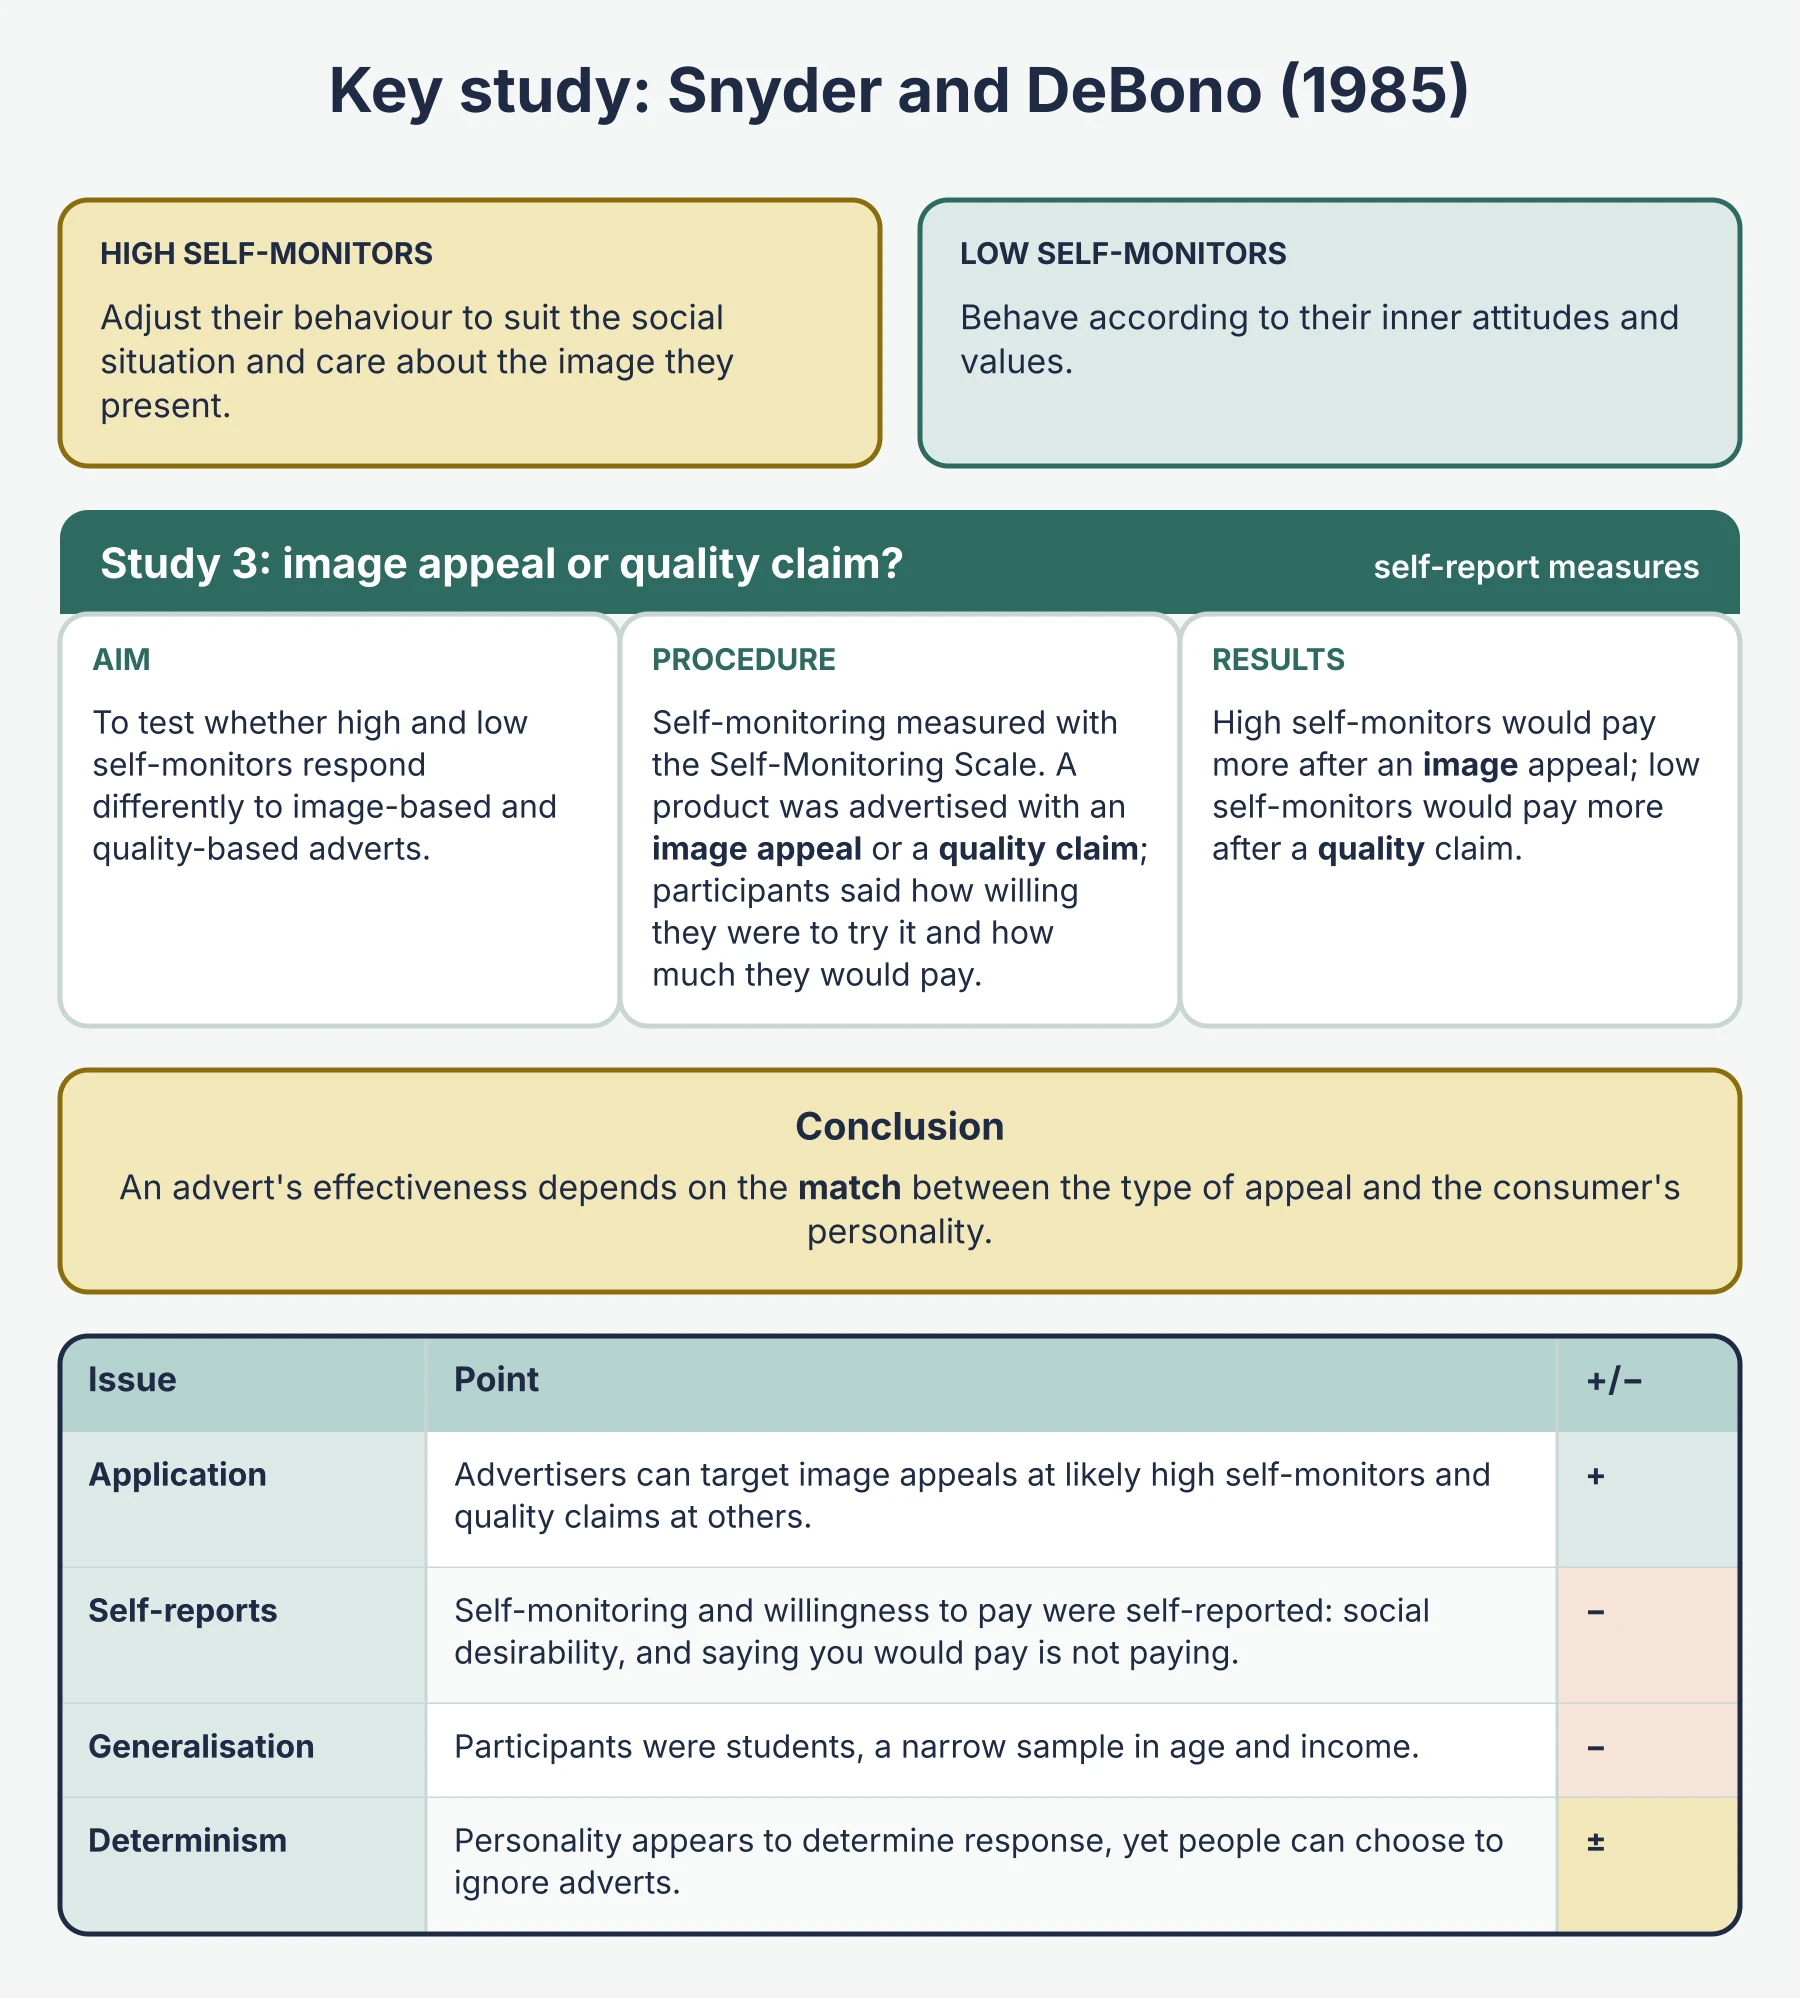 Key study: Snyder and DeBono (1985)
HIGH SELF-MONITORS
Adjust their behaviour to suit the social
situation and care about the image they
present.
LOW SELF-MONITORS
Behave according to their inner attitudes and
values.
Study 3: image appeal or quality claim?
self-report measures
AIM
To test whether high and low
self-monitors respond
differently to image-based and
quality-based adverts.
PROCEDURE
Self-monitoring measured with
the Self-Monitoring Scale. A
product was advertised with an
image appeal or a quality claim;
participants said how willing
they were to try it and how
much they would pay.
RESULTS
High self-monitors would pay
more after an image appeal; low
self-monitors would pay more
after a quality claim.
Conclusion
An advert's effectiveness depends on the match between the type of appeal and the consumer's
personality.
Issue
Point
+/−
Application
Advertisers can target image appeals at likely high self-monitors and
quality claims at others.
+
Self-reports
Self-monitoring and willingness to pay were self-reported: social
desirability, and saying you would pay is not paying.
−
Generalisation
Participants were students, a narrow sample in age and income.
−
Determinism
Personality appears to determine response, yet people can choose to
ignore adverts.
±